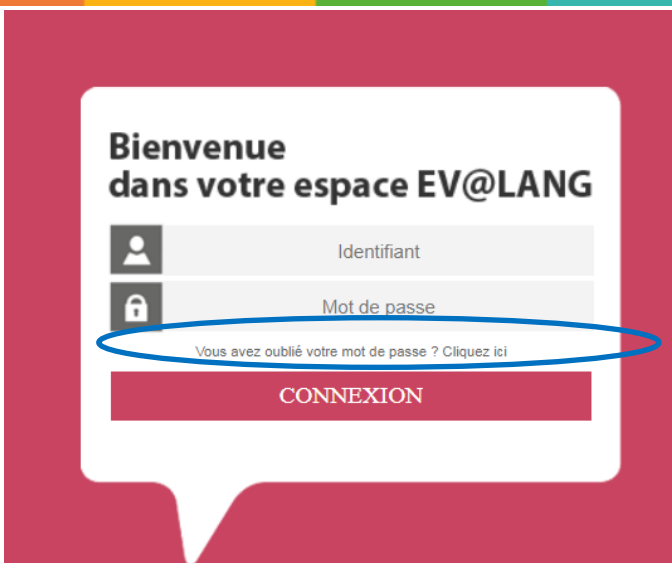 Bienvenue
dans votre espace EV@LANG
Identifiant
Mot de passe
Vous avez oublié votre mot de passe ? Cliquez ici
CONNEXION